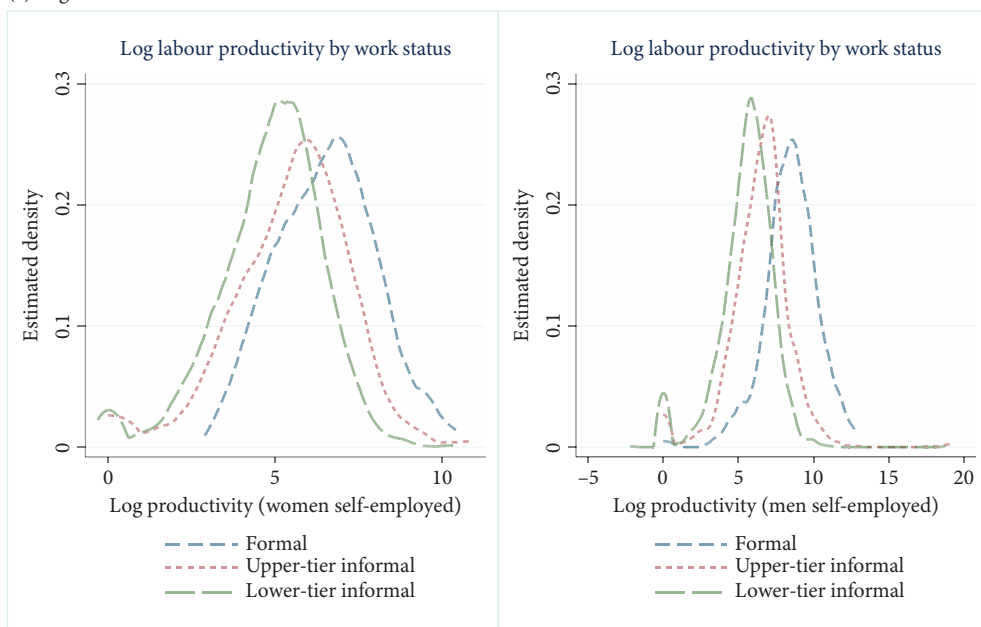 Log labour productivity by work status
0.3
0.2
0.1
0
Estimated density
0
5
10
Log productivity (women self-employed)
Formal
Upper-tier informal
Lower-tier informal
Log labour productivity by work status
0.3
0.2
0.1
0
Estimated density
–5
0
5
10
15
20
Log productivity (men self-employed)
Formal
Upper-tier informal
Lower-tier informal